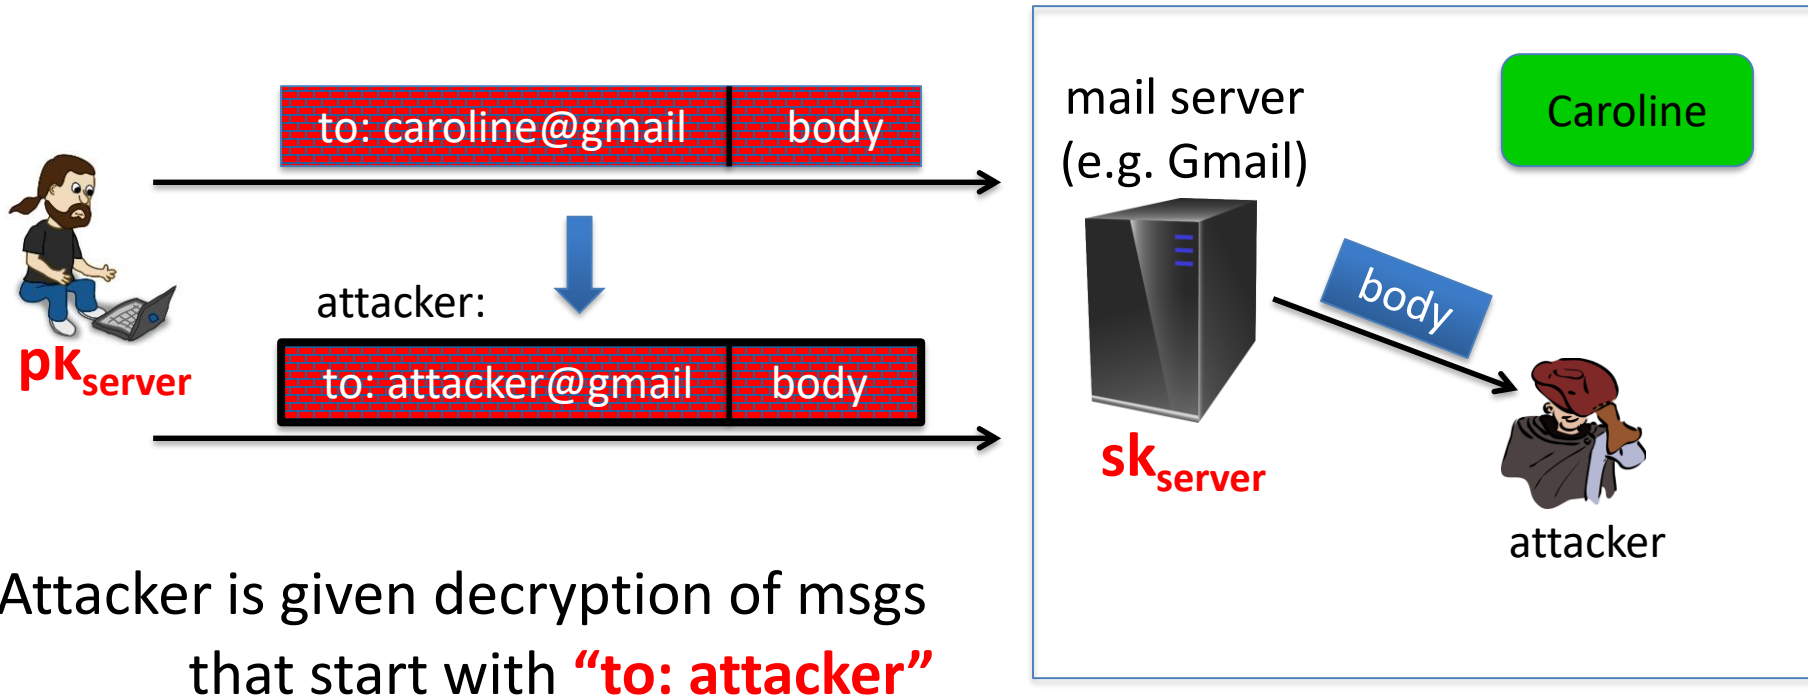 to: caroline@gmail body
pkserver
attacker:
to: attacker@gmail body
mail server
(e.g. Gmail)
Caroline
body
skserver
attacker
Attacker is given decryption of msgs
that start with “to: attacker”